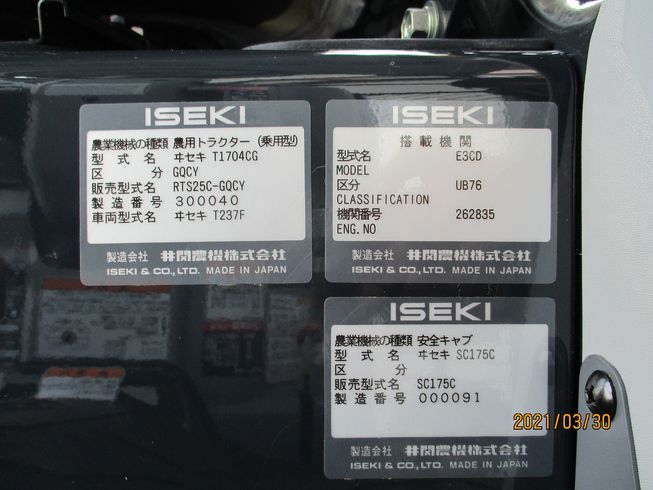 ISEKI
農業機械の種類 農用トラクター (乗用型)
型式名 ヰセキ T1704CG
区分 GQCY
販売型式名 RTS25C-GQCY
製造番号 300040
車両型式名 ヰセキ T237F
製造会社 井関農機株式会社
ISEKI & CO., LTD. MADE IN JAPAN
ISEKI
搭載機関
型式名 E3CD
MODEL
区分 UB76
CLASSIFICATION
機関番号 262835
ENG.NO
製造会社 井関農機株式会社
ISEKI & CO., LTD. MADE IN JAPAN
ISEKI
農業機械の種類 安全キャブ
型式名 ヰセキ SC175C
区分
販売型式名 SC175C
製造番号 000091
製造会社 井関農機株式会社
ISEKI & CO., LTD. MADE IN JAPAN
2021/03/30